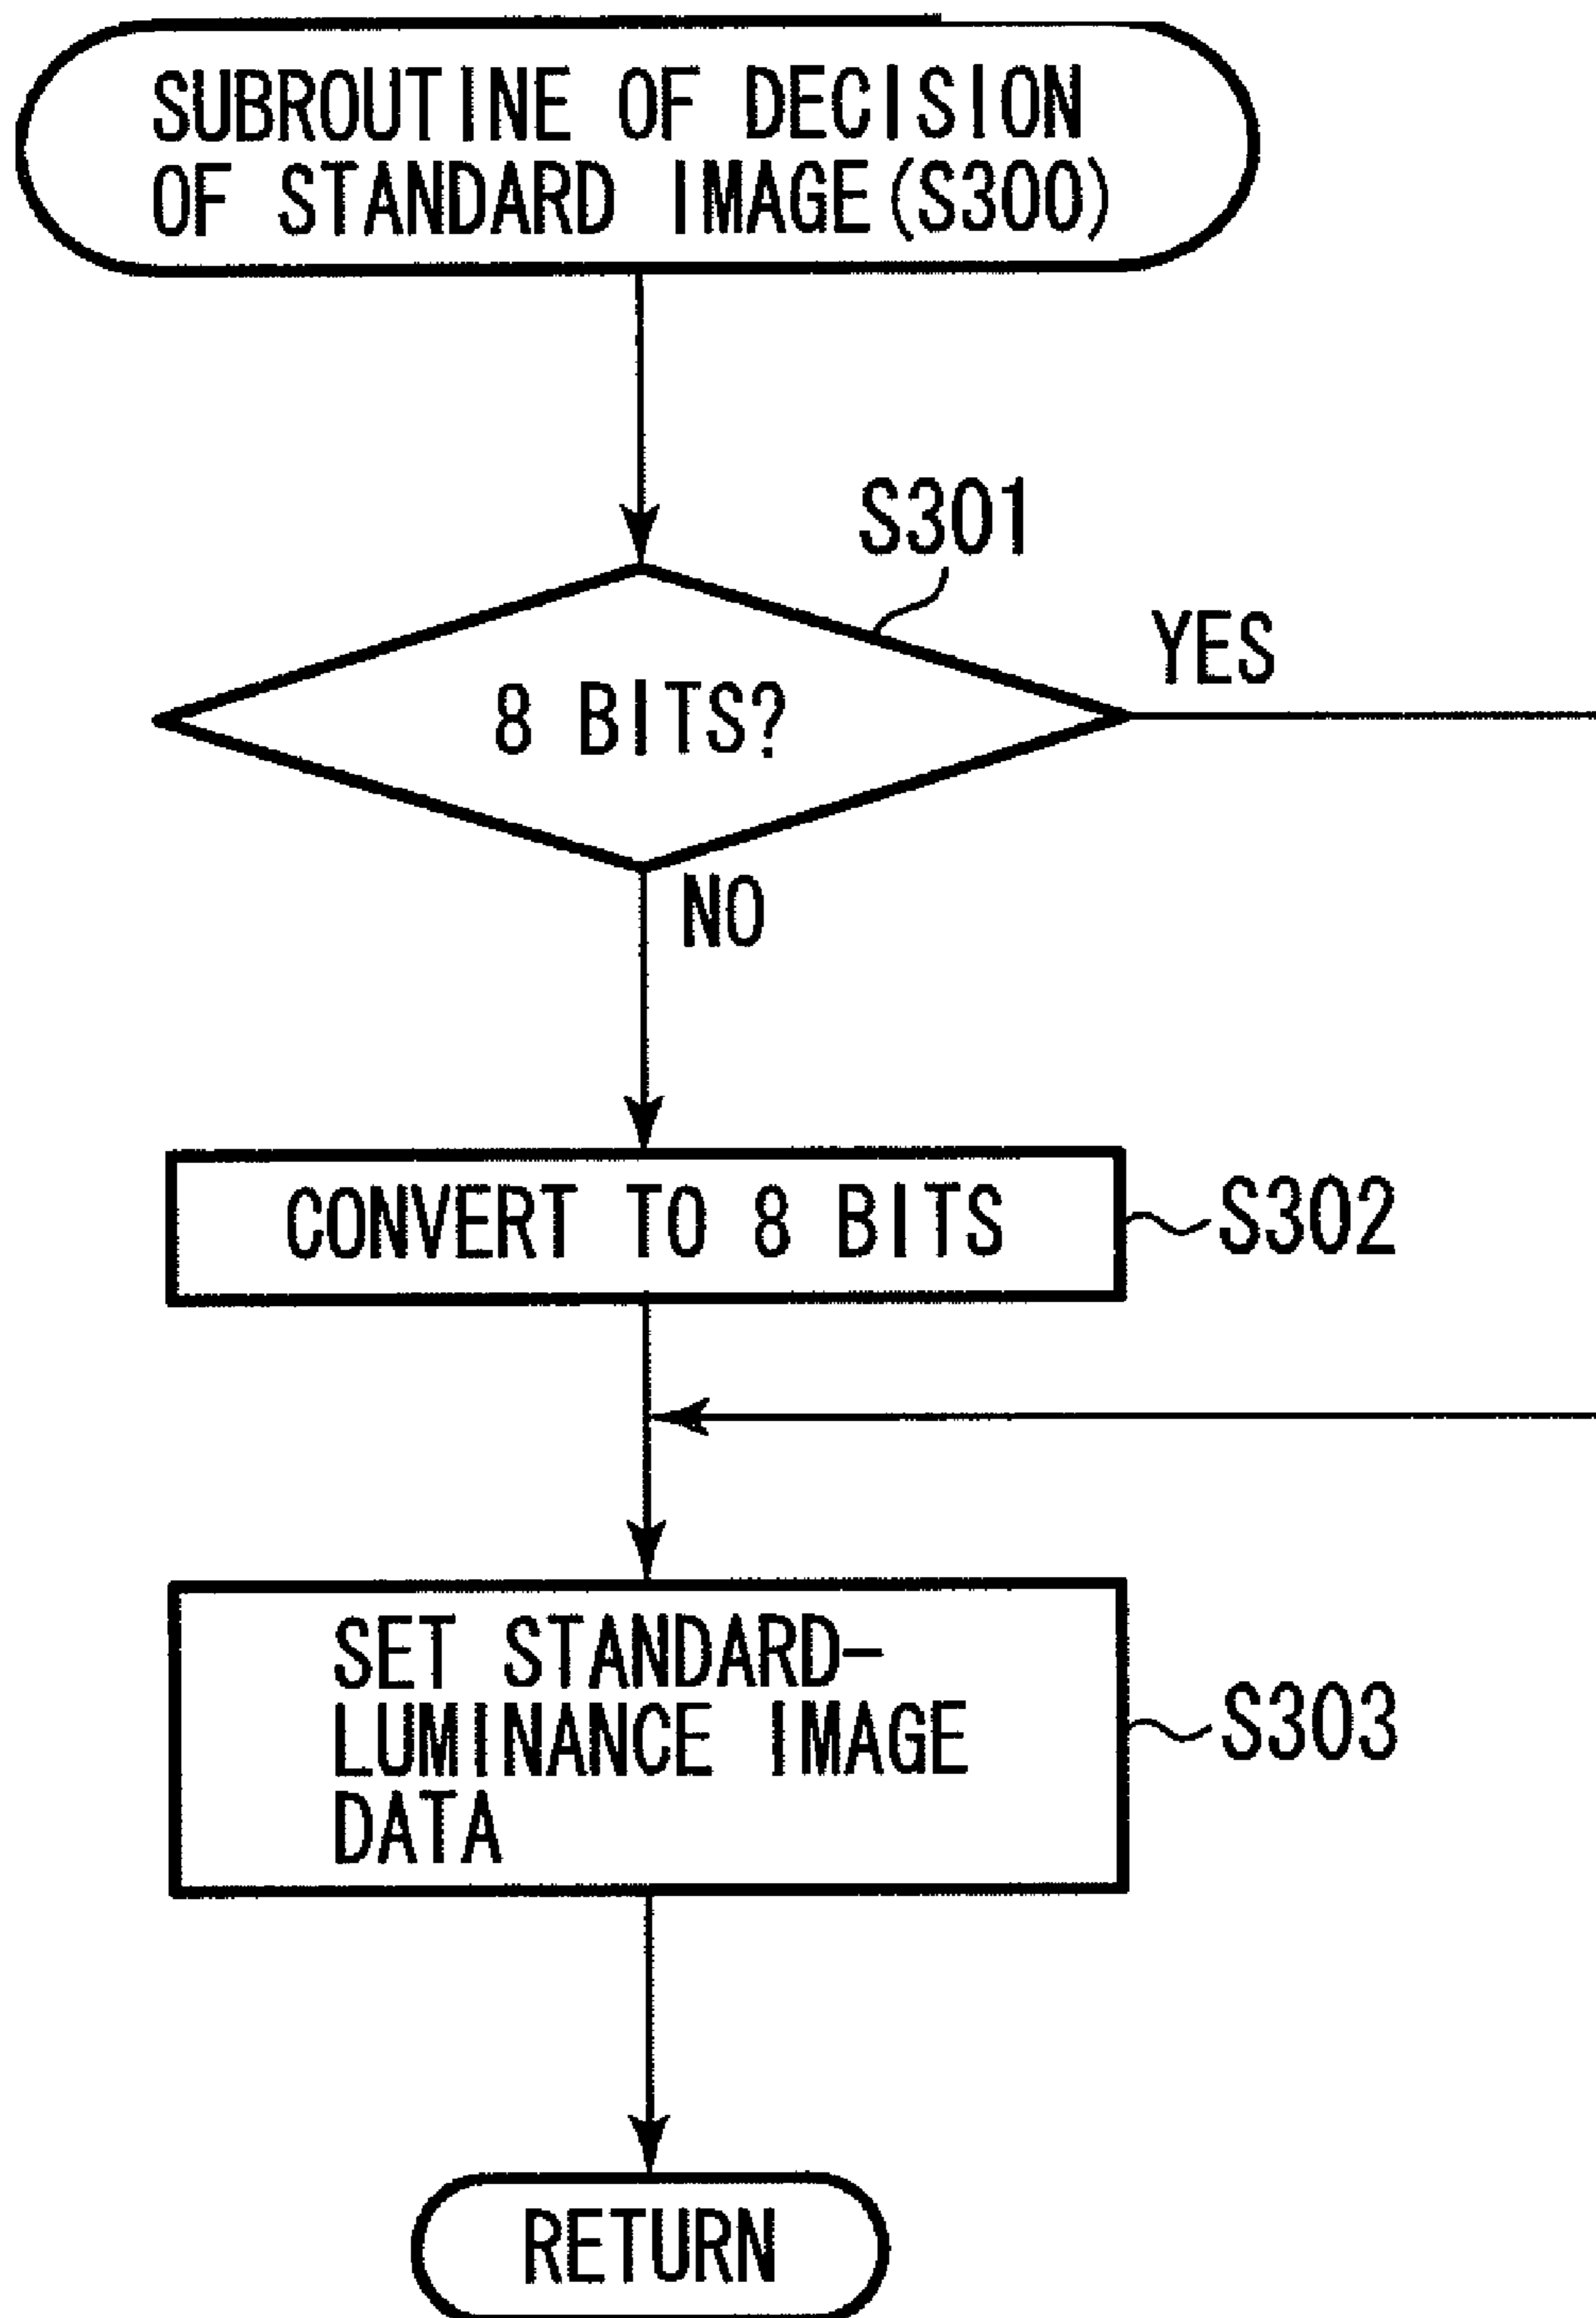 SUBROUTINE OF DECISION
OF STANDARD IMAGE(S300)
S301
YES
8 BITS?
NO
CONVERT TO 8 BITS
S302
SET STANDARD-
LUMINANCE IMAGE
DATA
S303
RETURN